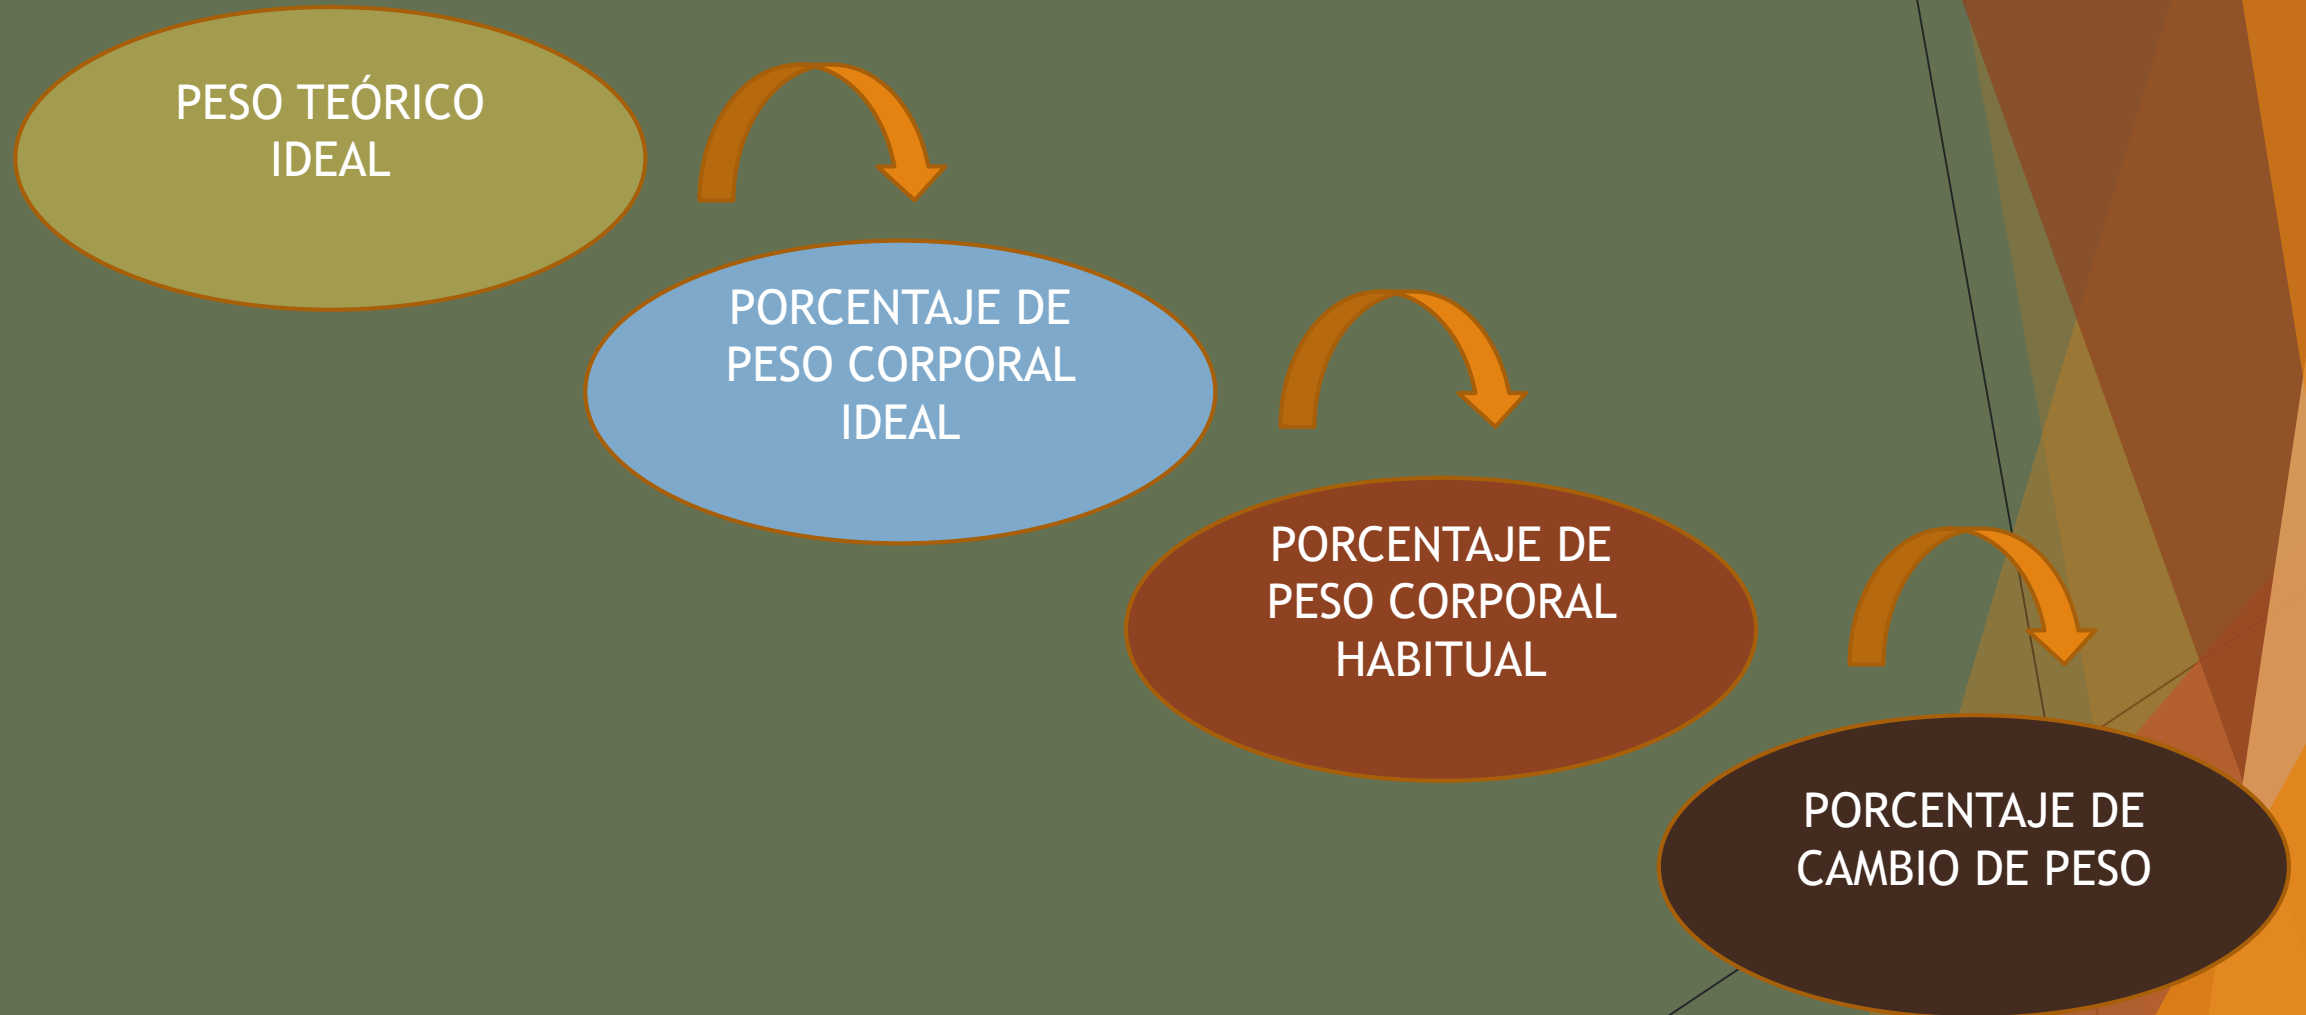 PESO TEÓRICO
IDEAL
PORCENTAJE DE
PESO CORPORAL
IDEAL
PORCENTAJE DE
PESO CORPORAL
HABITUAL
PORCENTAJE DE
CAMBIO DE PESO